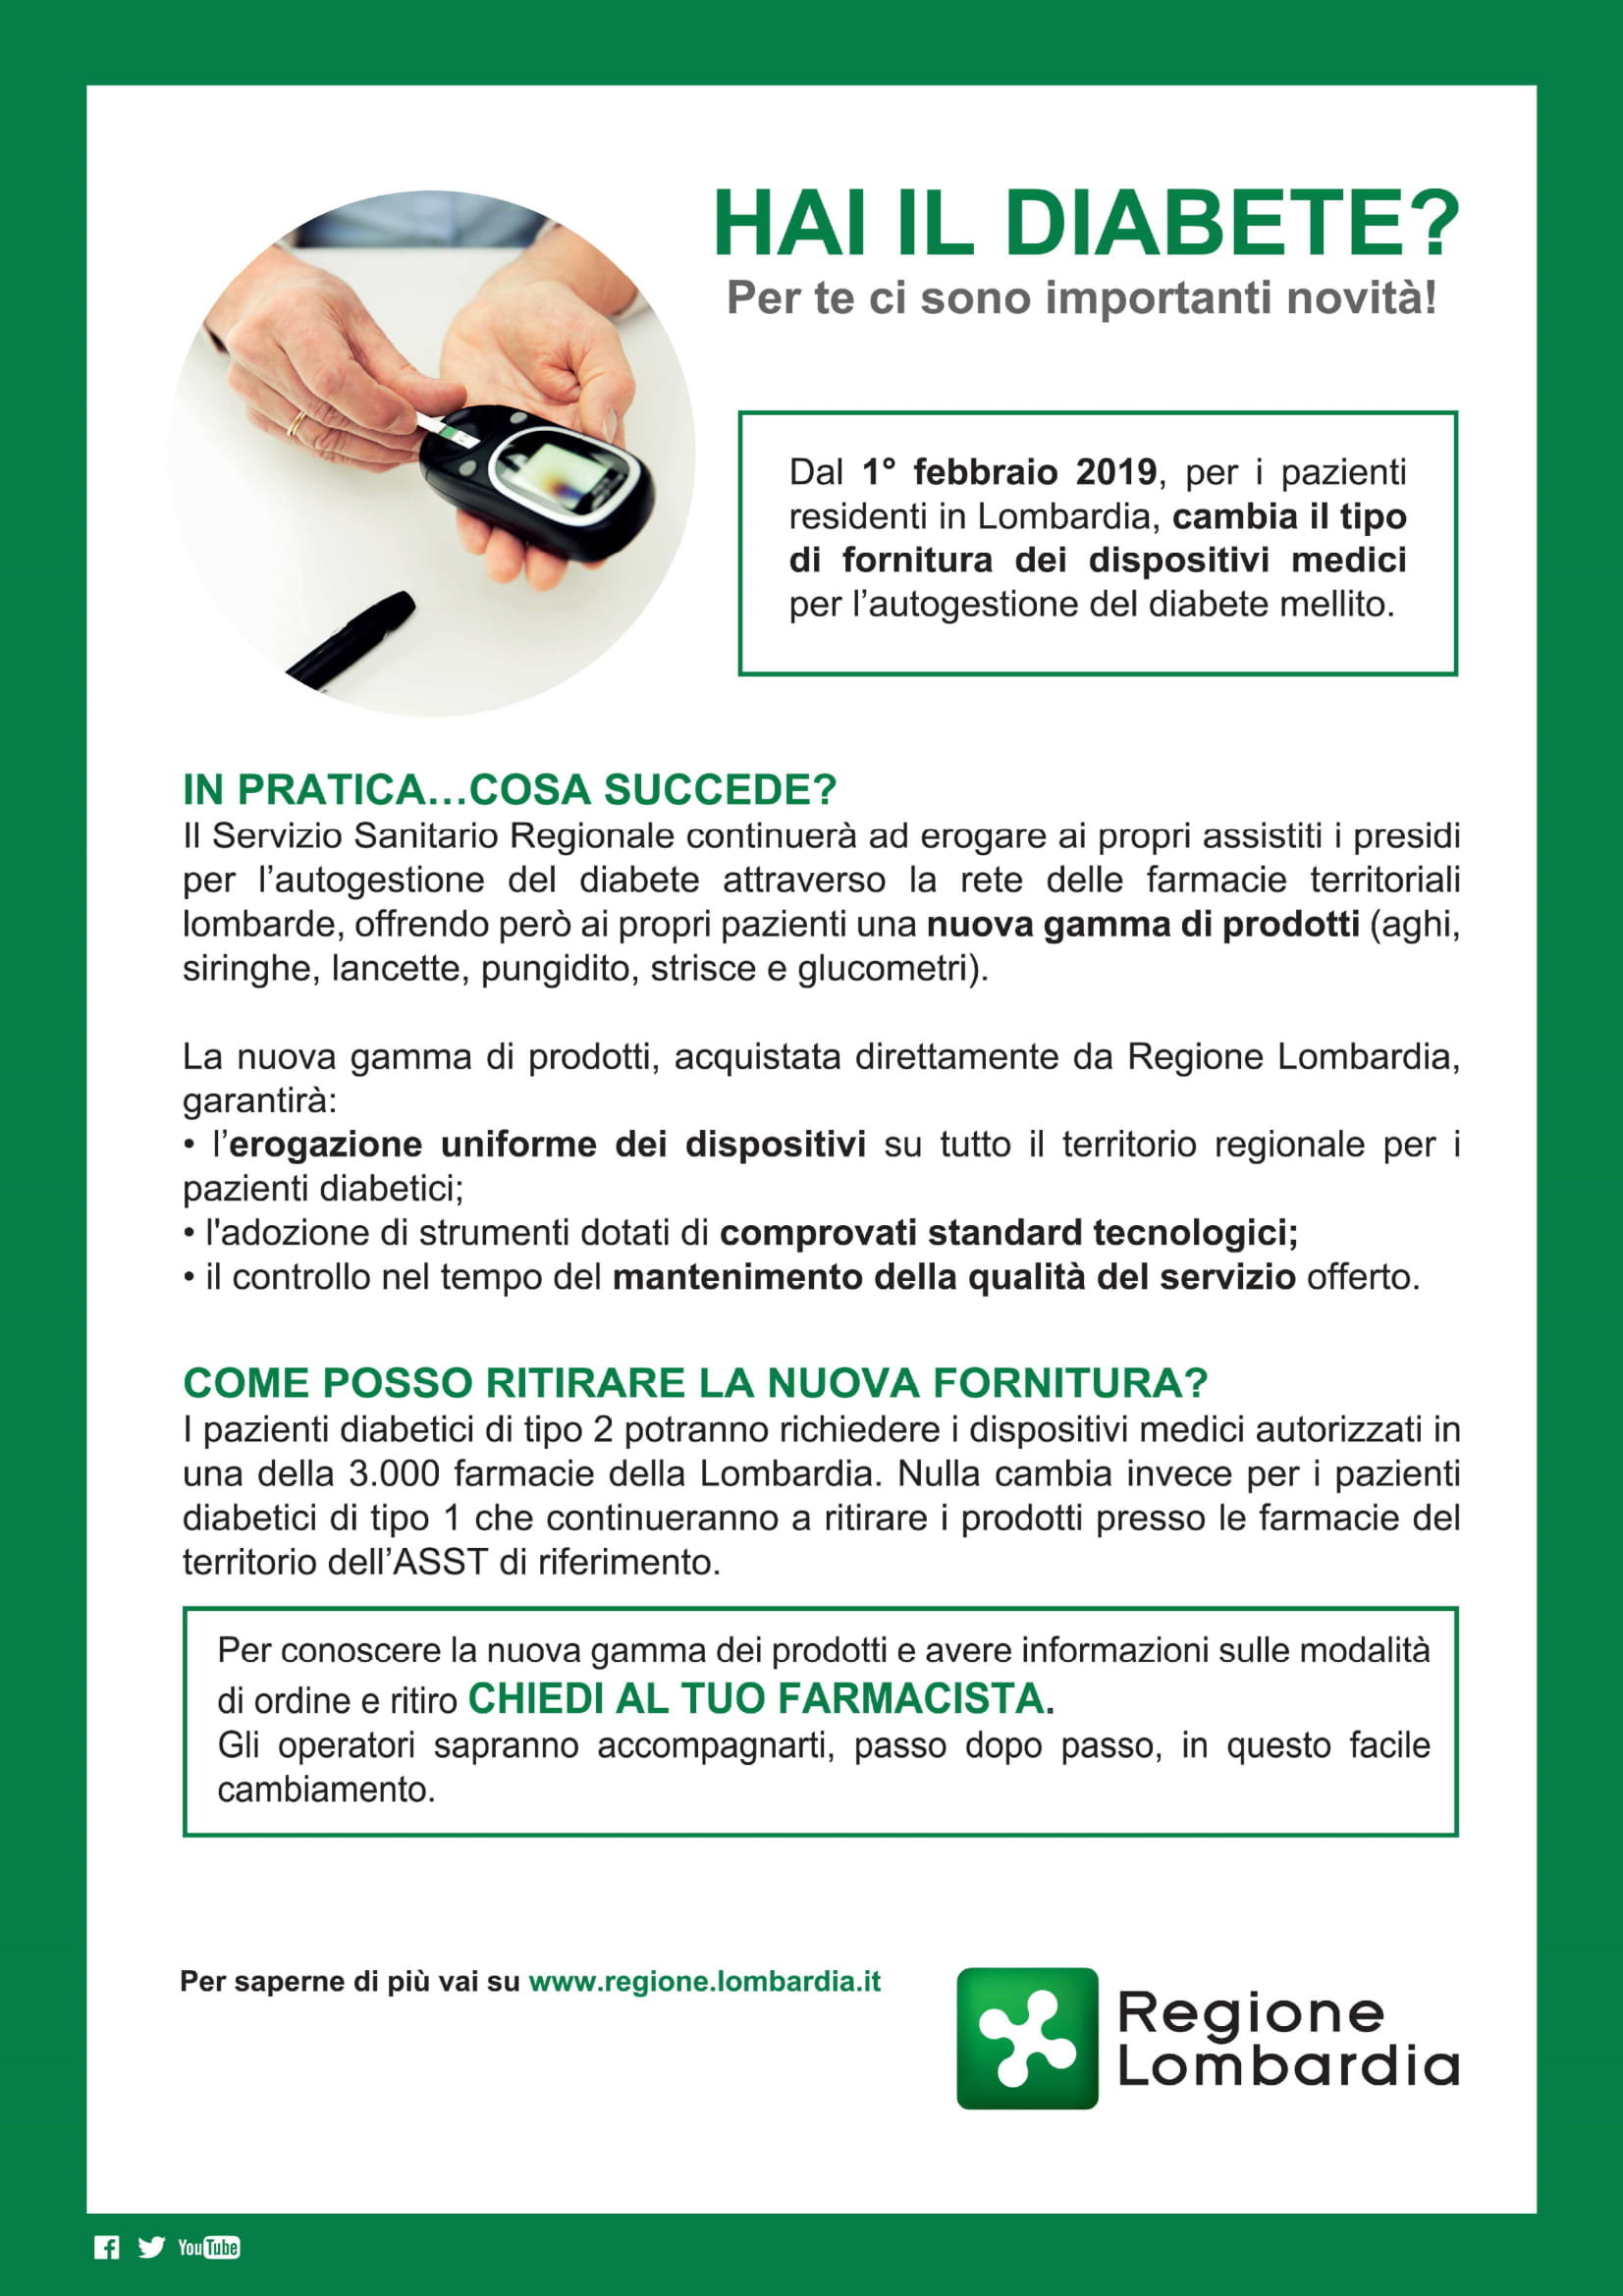 HAI IL DIABETE?
Per te ci sono importanti novità!
Dal 1° febbraio 2019, per i pazienti
residenti in Lombardia, cambia il tipo
di fornitura dei dispositivi medici
per l’autogestione del diabete mellito.
IN PRATICA...COSA SUCCEDE?
Il Servizio Sanitario Regionale continuerà ad erogare ai propri assistiti i presidi
per l’autogestione del diabete attraverso la rete delle farmacie territoriali
lombarde, offrendo però ai propri pazienti una nuova gamma di prodotti (aghi,
siringhe, lancette, pungidito, strisce e glucometri).
La nuova gamma di prodotti, acquistata direttamente da Regione Lombardia,
garantirà:
• l’erogazione uniforme dei dispositivi su tutto il territorio regionale per i
pazienti diabetici;
• l'adozione di strumenti dotati di comprovati standard tecnologici;
• il controllo nel tempo del mantenimento della qualità del servizio offerto.
COME POSSO RITIRARE LA NUOVA FORNITURA?
I pazienti diabetici di tipo 2 potranno richiedere i dispositivi medici autorizzati in
una della 3.000 farmacie della Lombardia. Nulla cambia invece per i pazienti
diabetici di tipo 1 che continueranno a ritirare i prodotti presso le farmacie del
territorio dell’ASST di riferimento.
Per conoscere la nuova gamma dei prodotti e avere informazioni sulle modalità
di ordine e ritiro CHIEDI AL TUO FARMACISTA.
Gli operatori sapranno accompagnarti, passo dopo passo, in questo facile
cambiamento.
Per saperne di più vai su www.regione.lombardia.it
Regione
Lombardia
YouTube